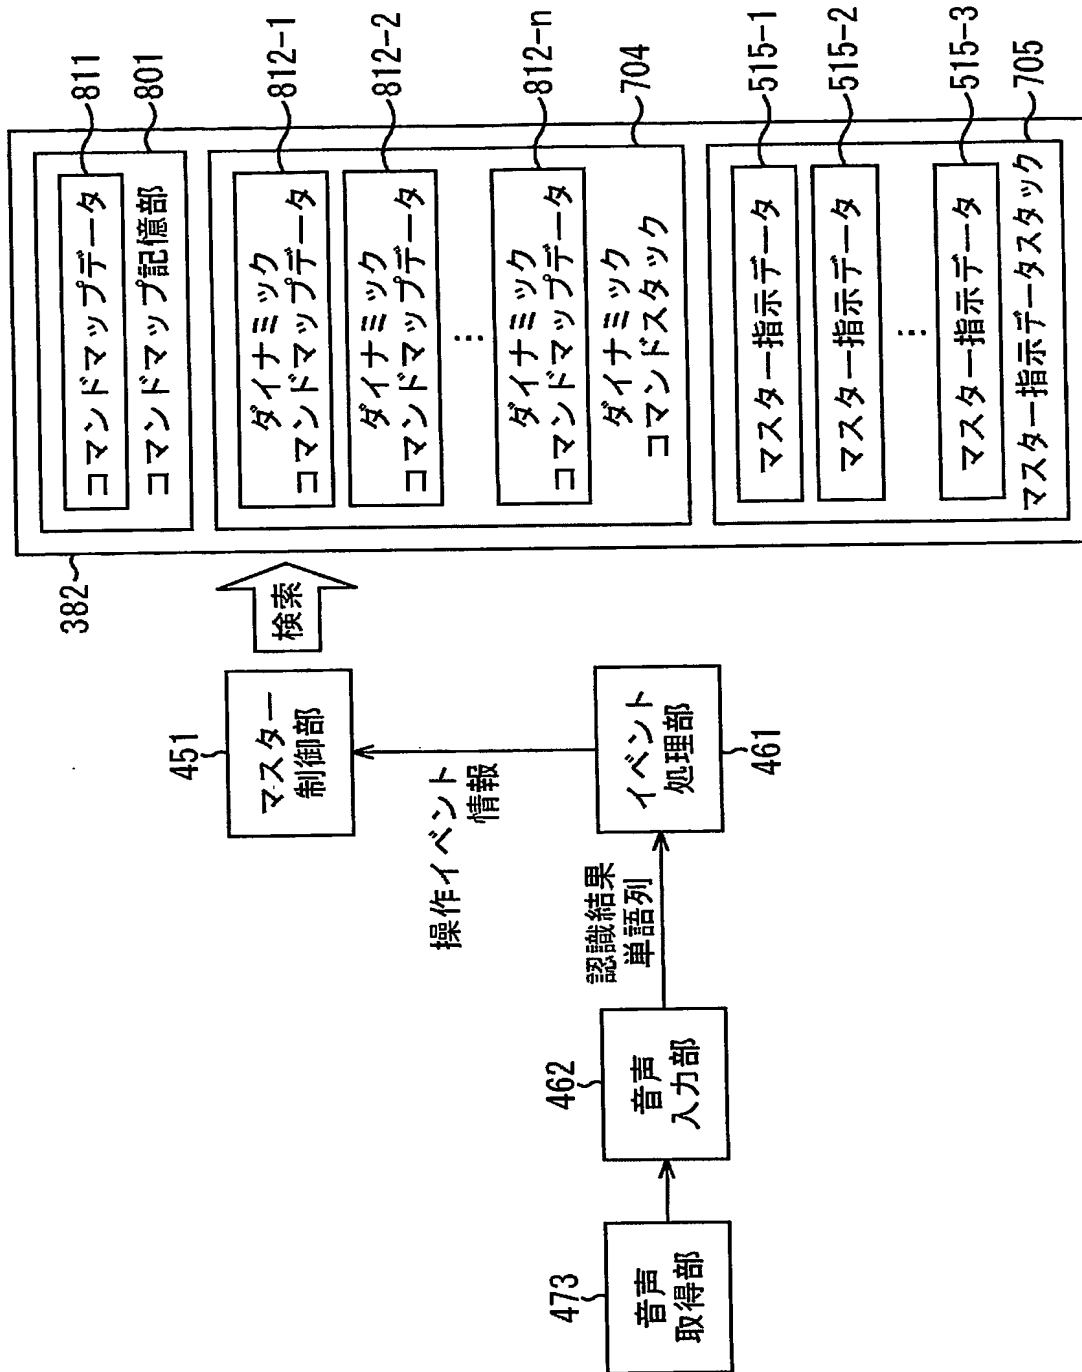 473
音声
取得部
462
音声
入力部
認識結果
単語列
461
イベント
処理部
操作イベント
情報
451
マスター
制御部
検索
382
コマンドマップデータ
811
コマンドマップ記憶部
801
ダイナミック
コマンドマップデータ
812-1
ダイナミック
コマンドマップデータ
812-2
⋮
ダイナミック
コマンドマップデータ
812-n
ダイナミック
コマンドスタック
704
マスター指示データ
515-1
マスター指示データ
515-2
⋮
マスター指示データ
515-3
マスター指示データスタック
705